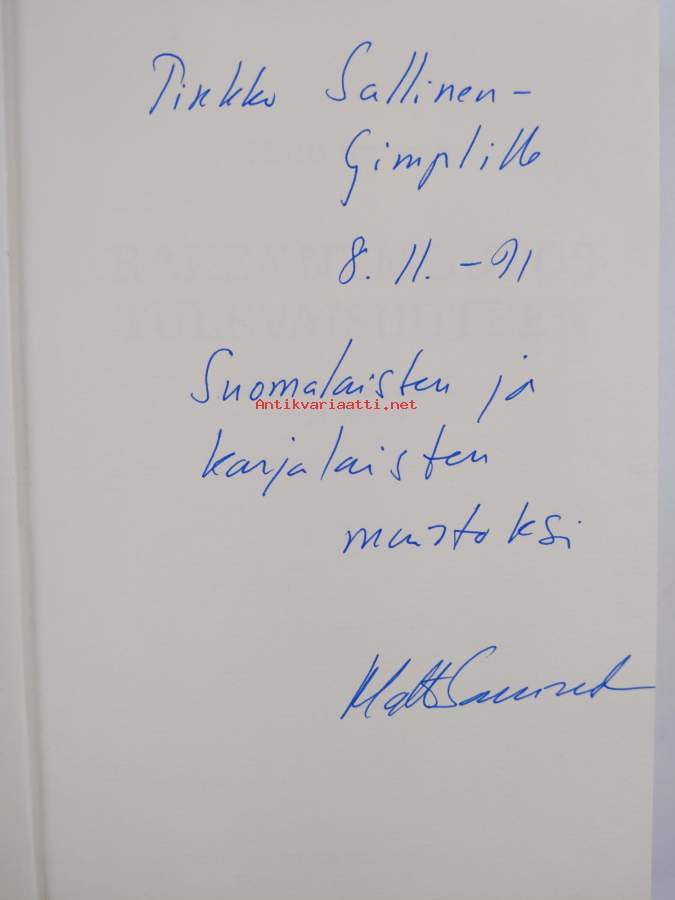 Pirkko Sallinen-
Gimplille
8.11.-91
Suomalaisten ja
Antikvariaatti.net
karjalaisten
muistoksi